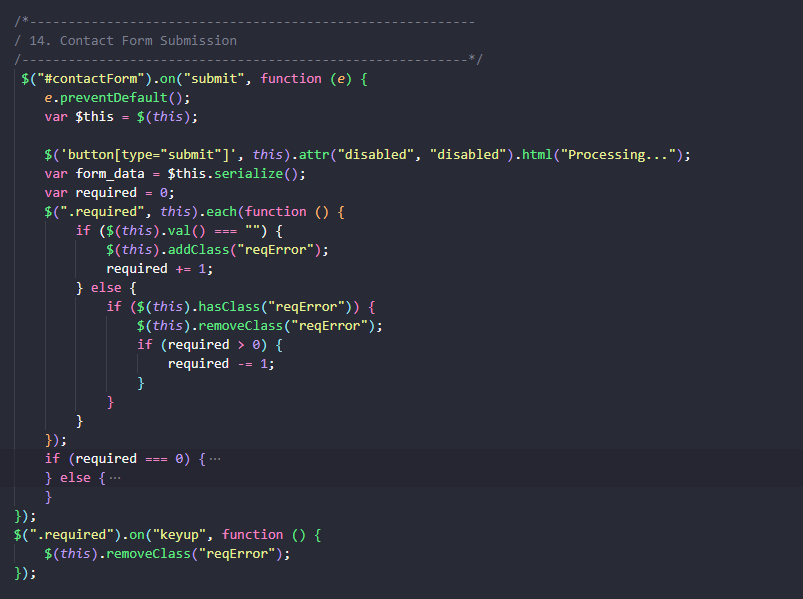 /*----------------------------------------------------------
/ 14. Contact Form Submission
/----------------------------------------------------------*/
$("#contactForm").on("submit", function (e) {
    e.preventDefault();
    var $this = $(this);

    $('button[type="submit"]', this).attr("disabled", "disabled").html("Processing...");
    var form_data = $this.serialize();
    var required = 0;
    $(".required", this).each(function () {
        if ($(this).val() === "") {
            $(this).addClass("reqError");
            required += 1;
        } else {
            if ($(this).hasClass("reqError")) {
                $(this).removeClass("reqError");
                if (required > 0) {
                    required -= 1;
                }
            }
        }
    });
    if (required === 0) {···
    } else {···
    }
});
$(".required").on("keyup", function () {
    $(this).removeClass("reqError");
});